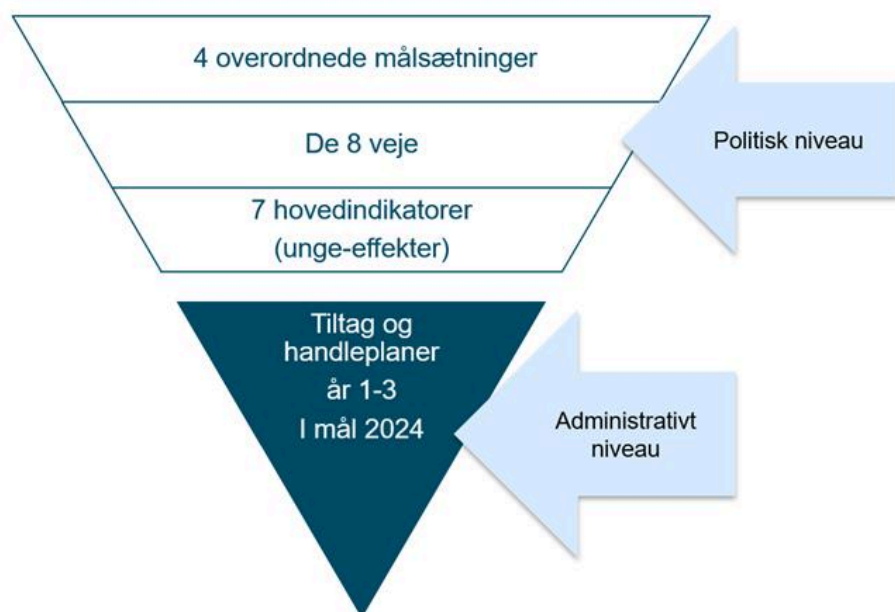 4 overordnede målsætninger
De 8 veje
Politisk niveau
7 hovedindikatorer
(unge-effekter)
Tiltag og
handleplaner
år 1-3
I mål 2024
Administrativt
niveau